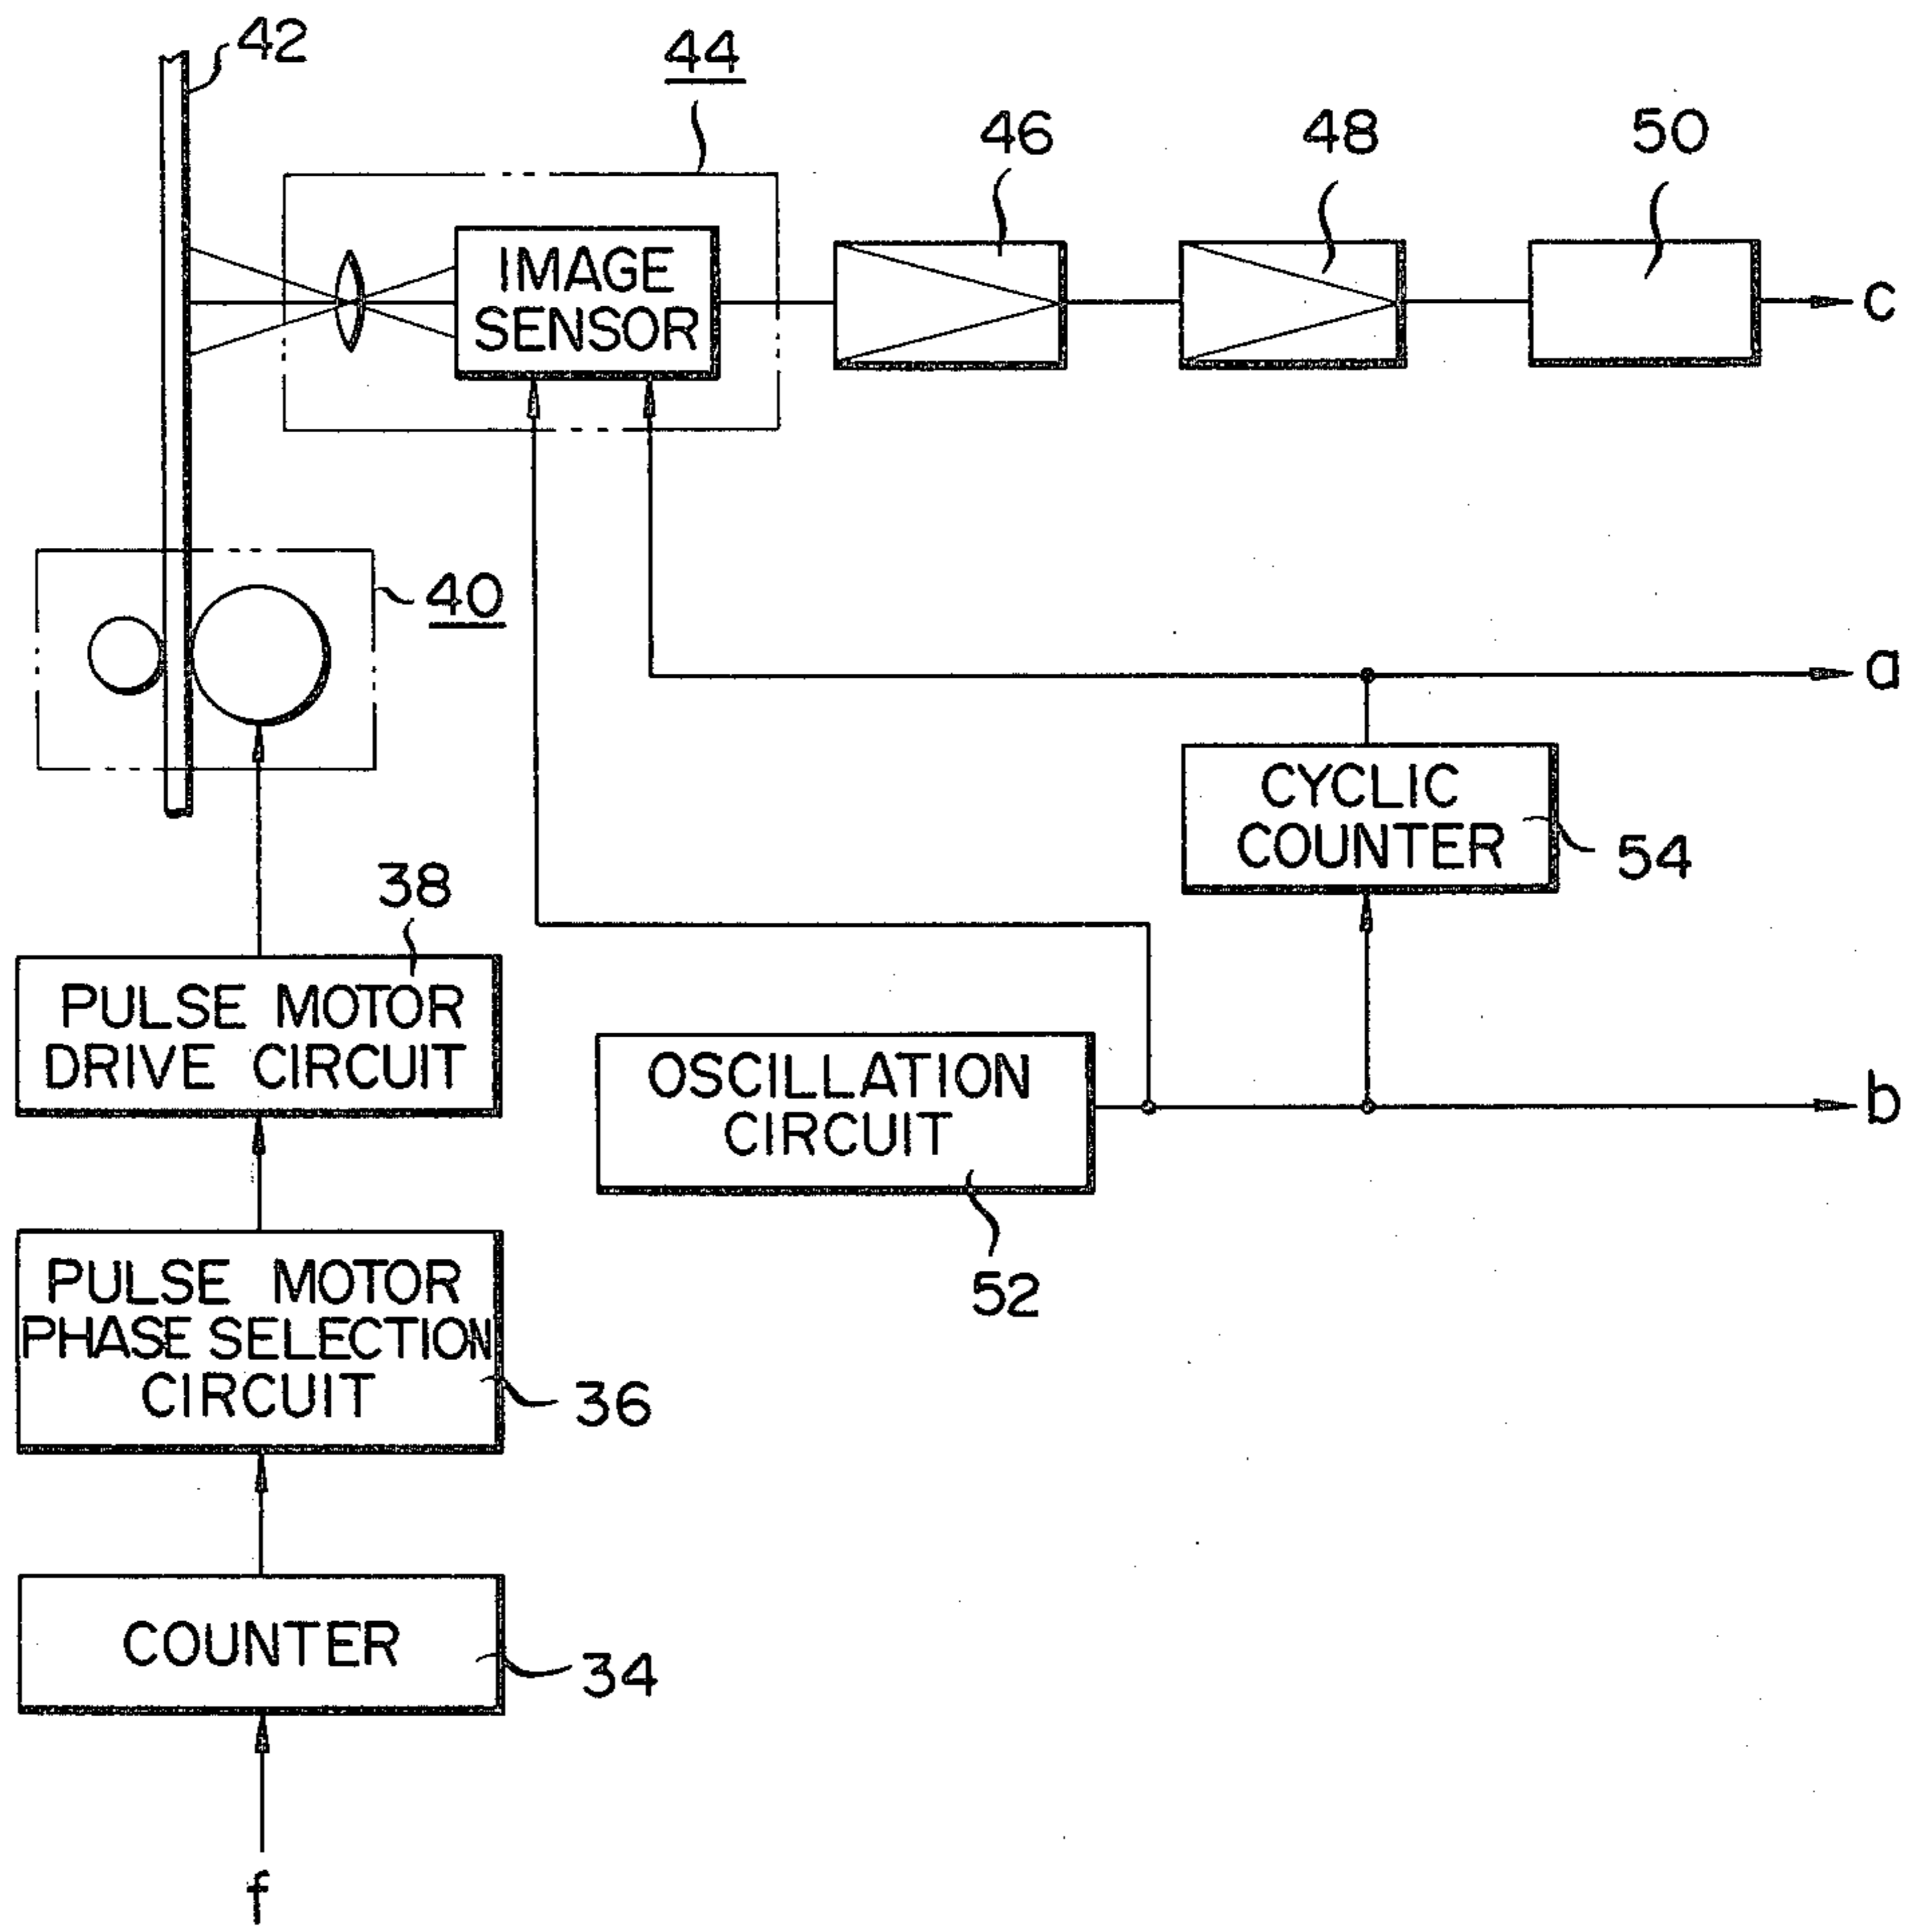 42
44
46
48
50
IMAGE
SENSOR
c
40
a
CYCLIC
COUNTER
54
38
PULSE MOTOR
DRIVE CIRCUIT
OSCILLATION
CIRCUIT
b
52
PULSE MOTOR
PHASE SELECTION
CIRCUIT
36
COUNTER
34
f